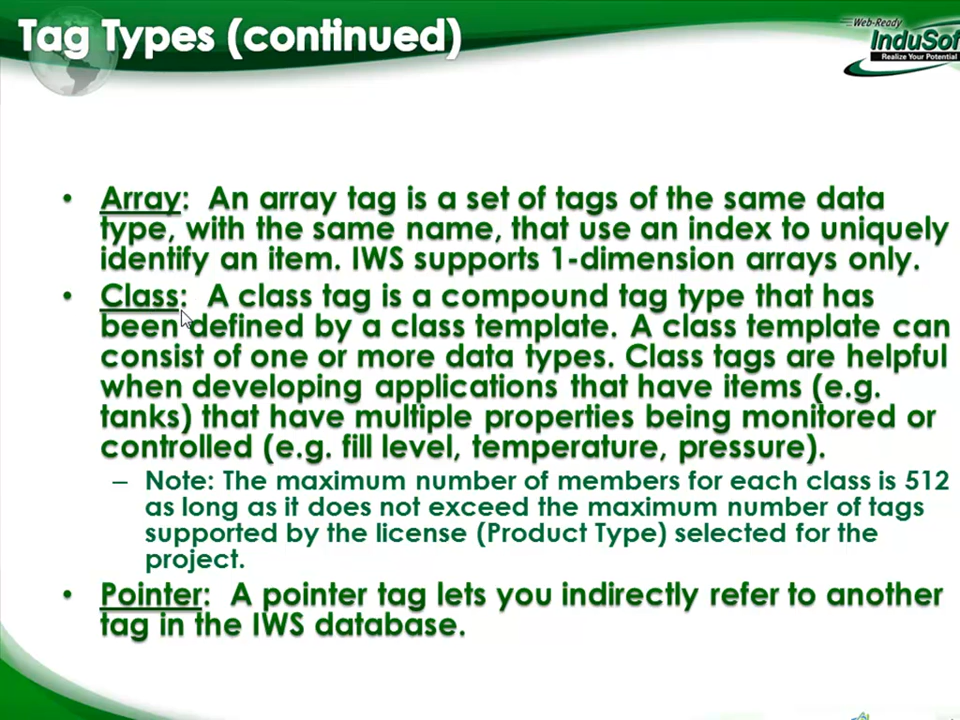 Tag Types (continued)
Web-Ready
InduSof
Realize Your Potential
• Array: An array tag is a set of tags of the same data
type, with the same name, that use an index to uniquely
identify an item. IWS supports 1-dimension arrays only.
• Class: A class tag is a compound tag type that has
been defined by a class template. A class template can
consist of one or more data types. Class tags are helpful
when developing applications that have items (e.g.
tanks) that have multiple properties being monitored or
controlled (e.g. fill level, temperature, pressure).
– Note: The maximum number of members for each class is 512
as long as it does not exceed the maximum number of tags
supported by the license (Product Type) selected for the
project.
• Pointer: A pointer tag lets you indirectly refer to another
tag in the IWS database.